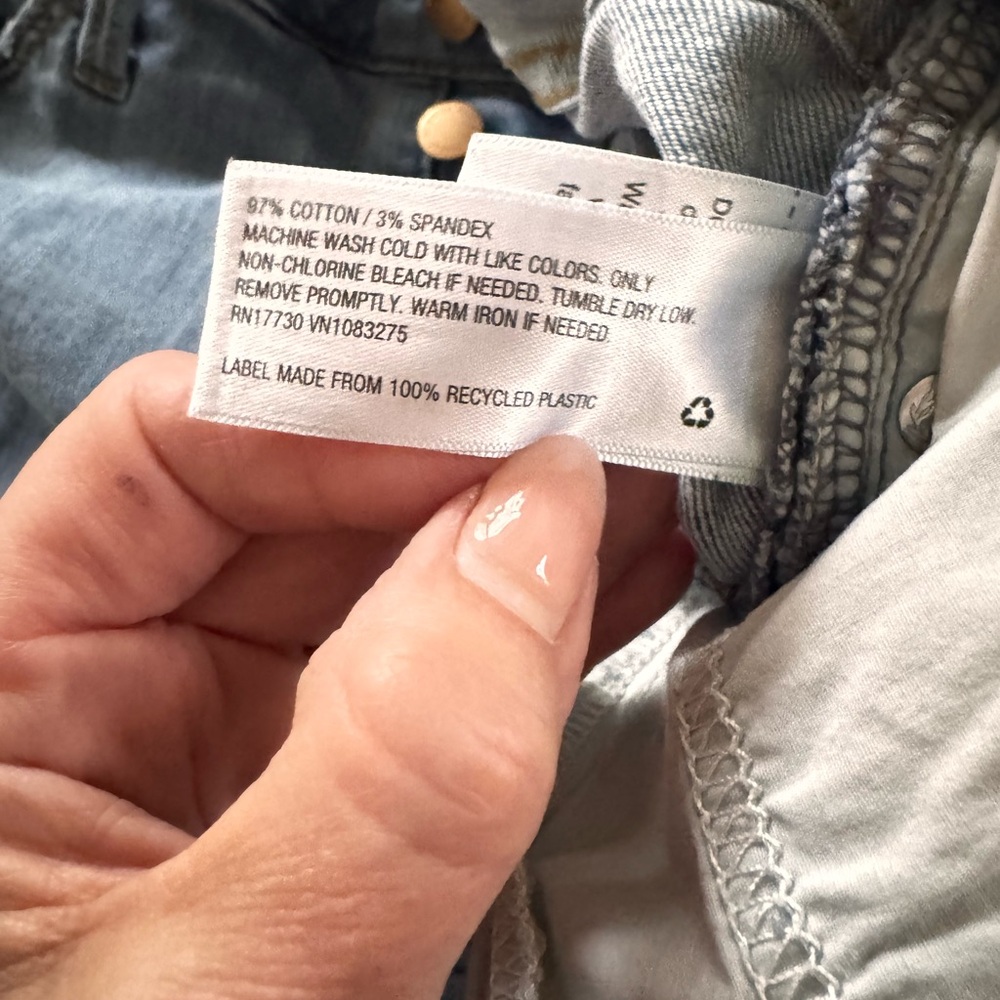 97% COTTON / 3% SPANDEX
MACHINE WASH COLD WITH LIKE COLORS. ONLY
NON-CHLORINE BLEACH IF NEEDED. TUMBLE DRY LOW.
REMOVE PROMPTLY. WARM IRON IF NEEDED.
RN17730 VN1083275
LABEL MADE FROM 100% RECYCLED PLASTIC